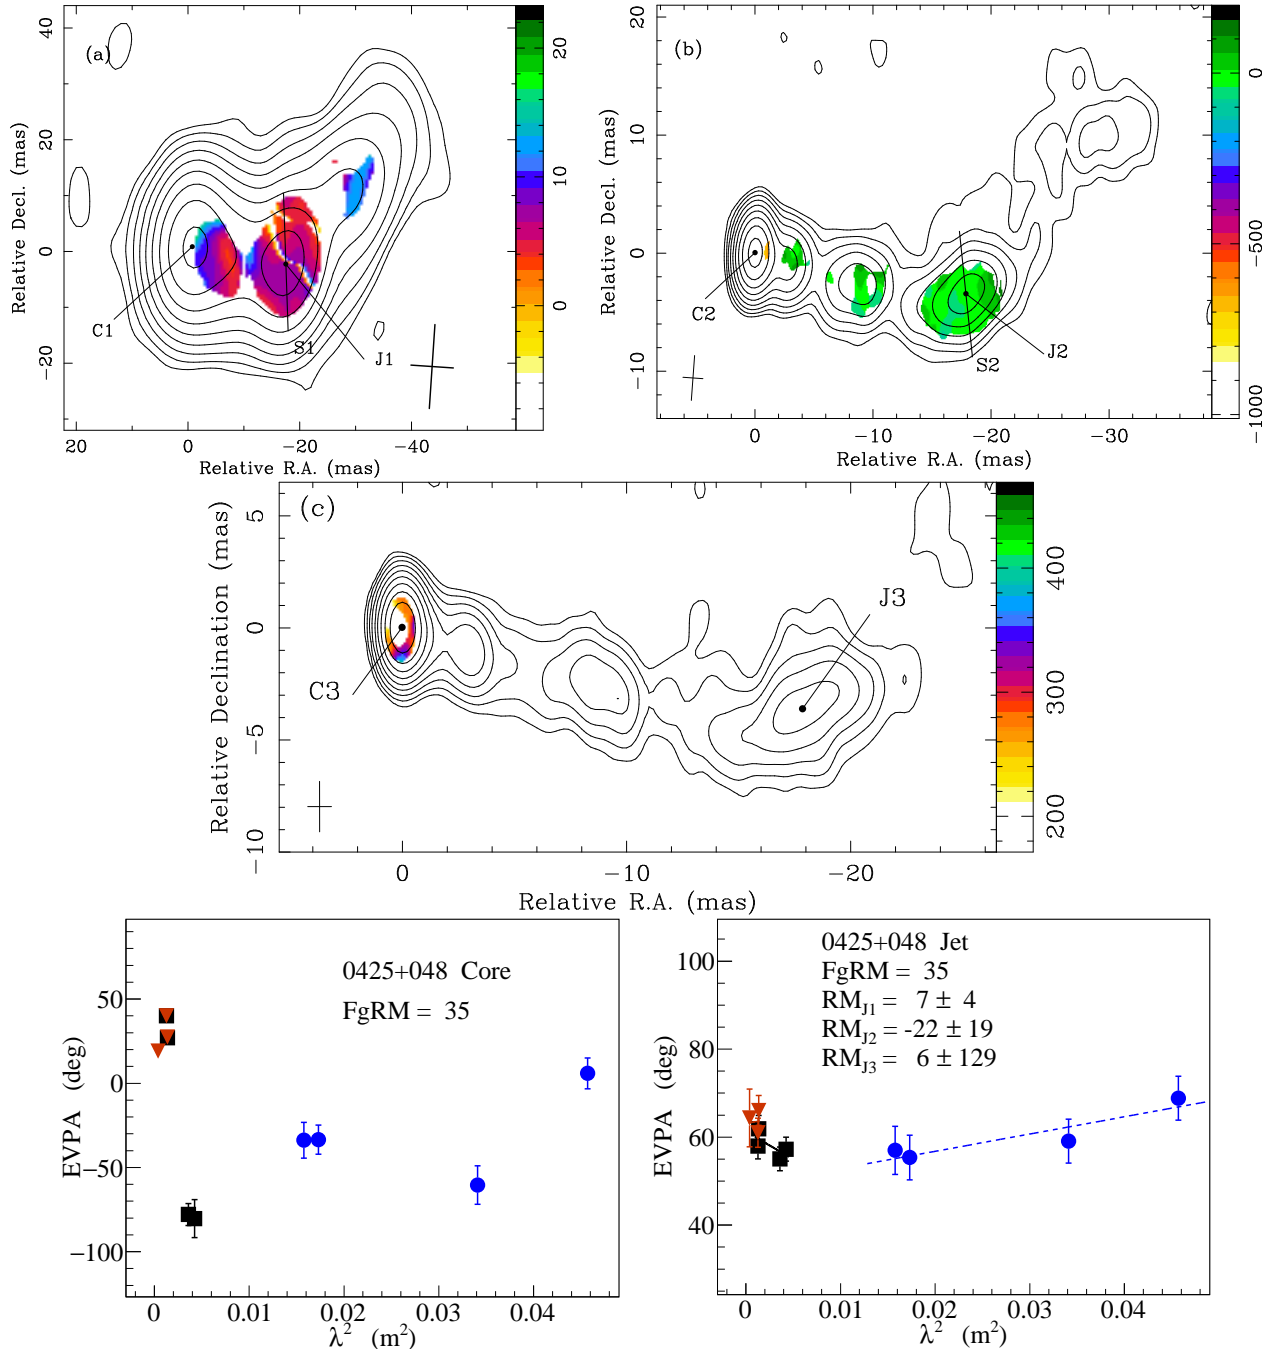 (a)
40
20
0
−20
Relative Decl. (mas)
C1
S1
J1
20
0
−20
−40
Relative R.A. (mas)
20
10
0
(b)
20
10
0
−10
Relative Decl. (mas)
C2
S2
J2
0
−10
−20
−30
Relative R.A. (mas)
0
−500
−1000
(c)
5
0
−5
−10
Relative Declination (mas)
C3
J3
0
−10
−20
Relative R.A. (mas)
400
300
200
0425+048 Core
FgRM = 35
50
0
−50
−100
EVPA (deg)
0
0.01
0.02
0.03
0.04
λ² (m²)
0425+048 Jet
FgRM = 35
RM_J1 = 7 ± 4
RM_J2 = -22 ± 19
RM_J3 = 6 ± 129
100
80
60
40
EVPA (deg)
0
0.01
0.02
0.03
0.04
λ² (m²)